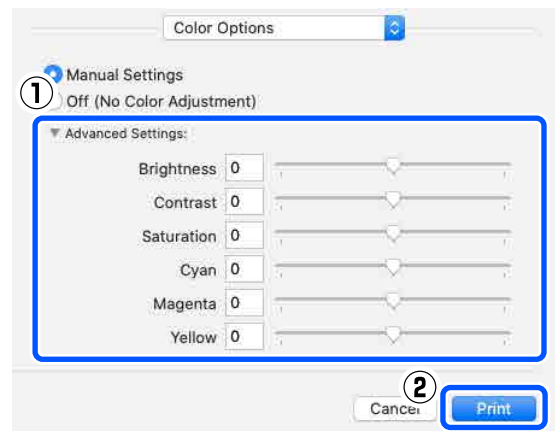 Color Options
Manual Settings
①
Off (No Color Adjustment)
Advanced Settings:
Brightness 0
Contrast 0
Saturation 0
Cyan 0
Magenta 0
Yellow 0
②
Cancel Print